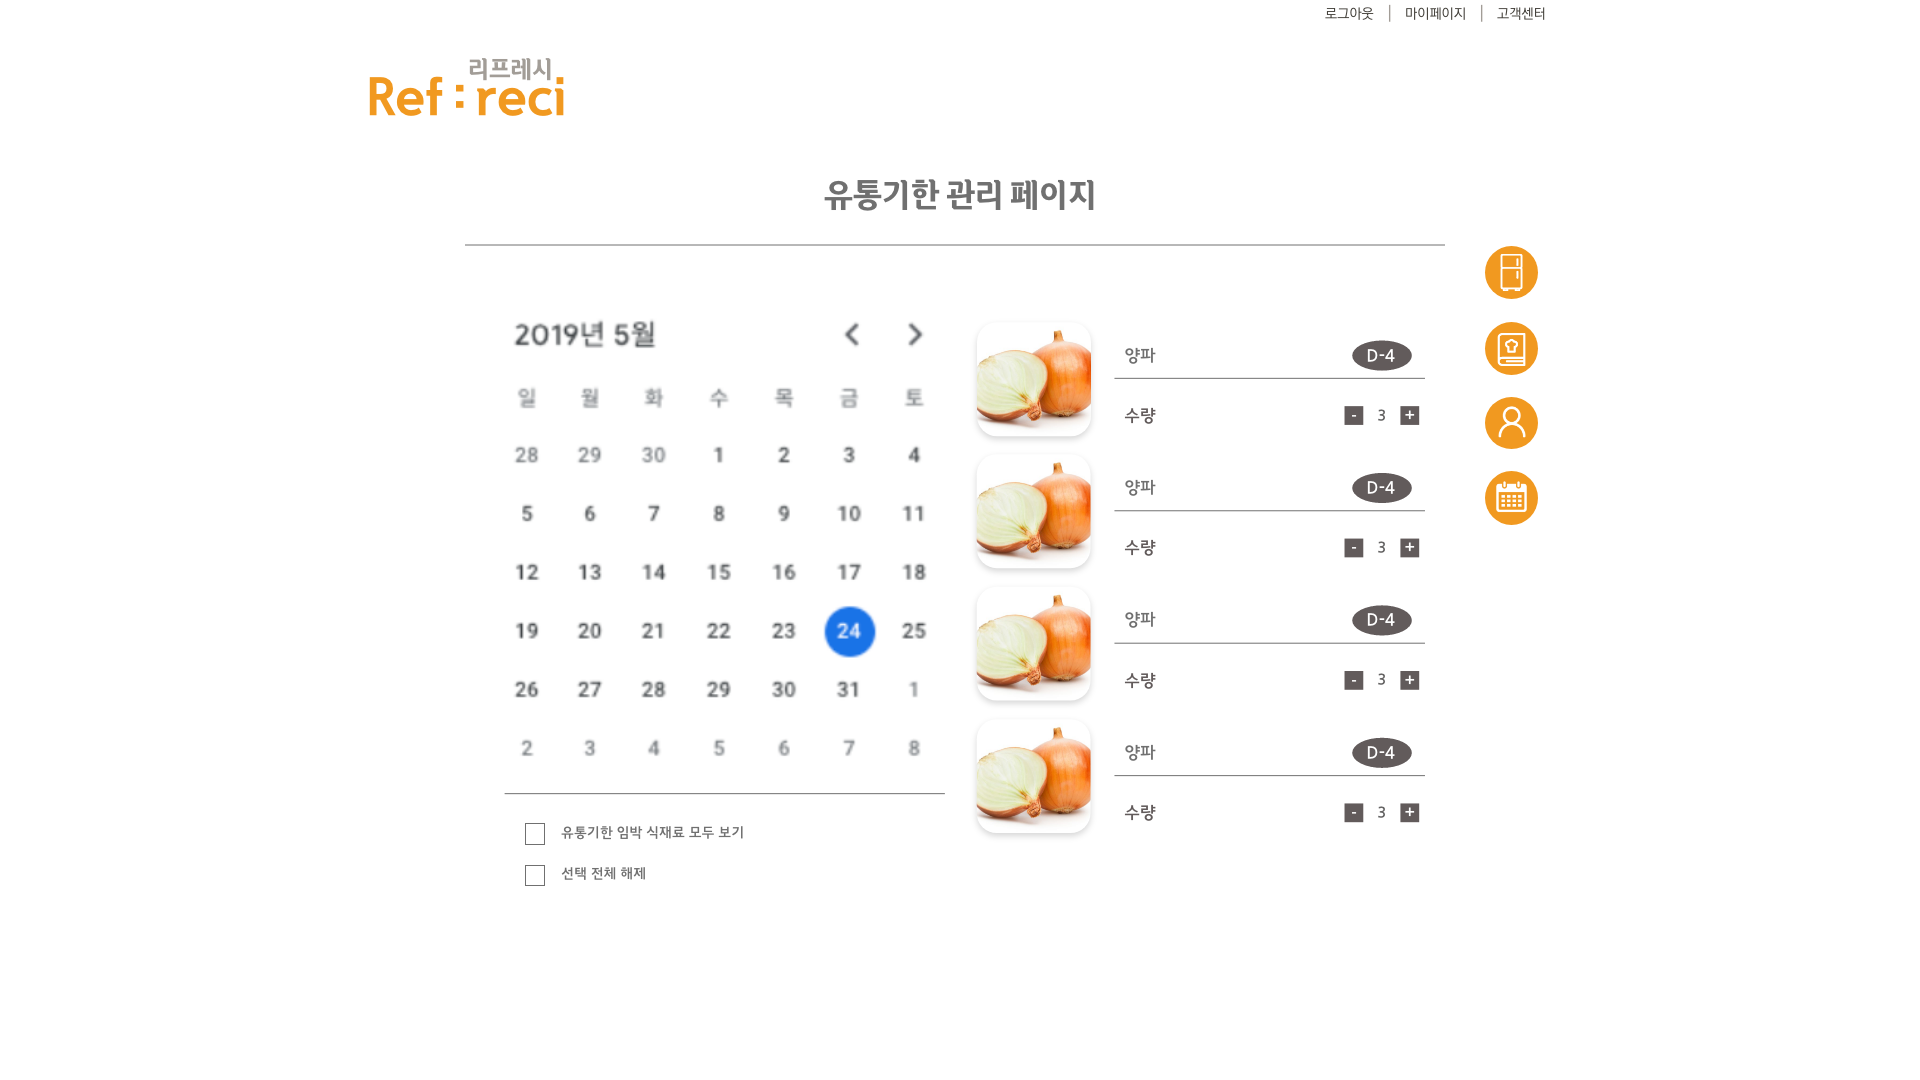 로그아웃 | 마이페이지 | 고객센터
리프레시
Ref : reci
유통기한 관리 페이지
2019년 5월 < >
일 월 화 수 목 금 토
28 29 30 1 2 3 4
5 6 7 8 9 10 11
12 13 14 15 16 17 18
19 20 21 22 23 24 25
26 27 28 29 30 31 1
2 3 4 5 6 7 8
유통기한 임박 식재료 모두 보기
선택 전체 해제
양파 D-4
수량 - 3 +
양파 D-4
수량 - 3 +
양파 D-4
수량 - 3 +
양파 D-4
수량 - 3 +